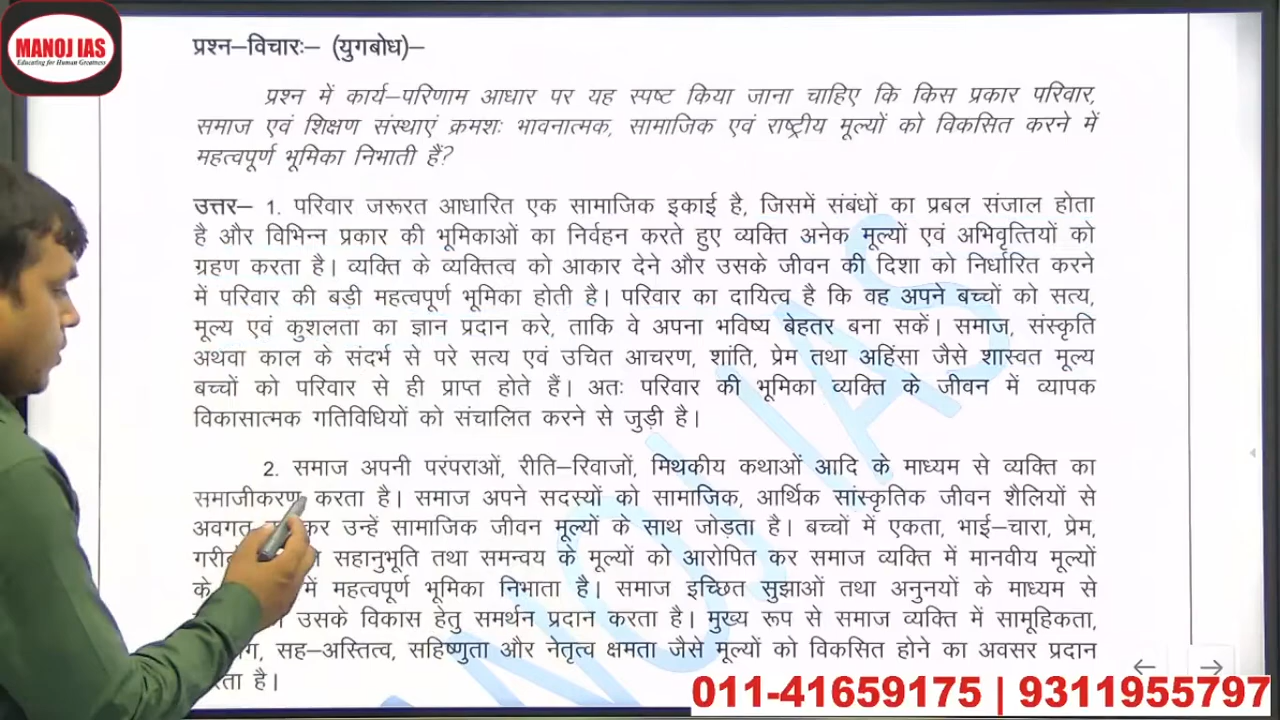 MANOJ IAS
Educating for Human Greatness
प्रश्न–विचारः– (युगबोध)–
प्रश्न में कार्य–परिणाम आधार पर यह स्पष्ट किया जाना चाहिए कि किस प्रकार परिवार,
समाज एवं शिक्षण संस्थाएं क्रमशः भावनात्मक, सामाजिक एवं राष्ट्रीय मूल्यों को विकसित करने में
महत्वपूर्ण भूमिका निभाती हैं?
उत्तर– 1. परिवार जरूरत आधारित एक सामाजिक इकाई है, जिसमें संबंधों का प्रबल संजाल होता
है और विभिन्न प्रकार की भूमिकाओं का निर्वहन करते हुए व्यक्ति अनेक मूल्यों एवं अभिवृत्तियों को
ग्रहण करता है। व्यक्ति के व्यक्तित्व को आकार देने और उसके जीवन की दिशा को निर्धारित करने
में परिवार की बड़ी महत्वपूर्ण भूमिका होती है। परिवार का दायित्व है कि वह अपने बच्चों को सत्य,
मूल्य एवं कुशलता का ज्ञान प्रदान करे, ताकि वे अपना भविष्य बेहतर बना सकें। समाज, संस्कृति
अथवा काल के संदर्भ से परे सत्य एवं उचित आचरण, शांति, प्रेम तथा अहिंसा जैसे शास्वत मूल्य
बच्चों को परिवार से ही प्राप्त होते हैं। अतः परिवार की भूमिका व्यक्ति के जीवन में व्यापक
विकासात्मक गतिविधियों को संचालित करने से जुड़ी है।
2. समाज अपनी परंपराओं, रीति–रिवाजों, मिथकीय कथाओं आदि के माध्यम से व्यक्ति का
समाजीकरण करता है। समाज अपने सदस्यों को सामाजिक, आर्थिक सांस्कृतिक जीवन शैलियों से
अवगत कर उन्हें सामाजिक जीवन मूल्यों के साथ जोड़ता है। बच्चों में एकता, भाई–चारा, प्रेम,
सहानुभूति तथा समन्वय के मूल्यों को आरोपित कर समाज व्यक्ति में मानवीय मूल्यों
के में महत्वपूर्ण भूमिका निभाता है। समाज इच्छित सुझाओं तथा अनुनयों के माध्यम से
उसके विकास हेतु समर्थन प्रदान करता है। मुख्य रूप से समाज व्यक्ति में सामूहिकता,
सह–अस्तित्व, सहिष्णुता और नेतृत्व क्षमता जैसे मूल्यों को विकसित होने का अवसर प्रदान
है।
MANOJ IAS
011-41659175 | 9311955797